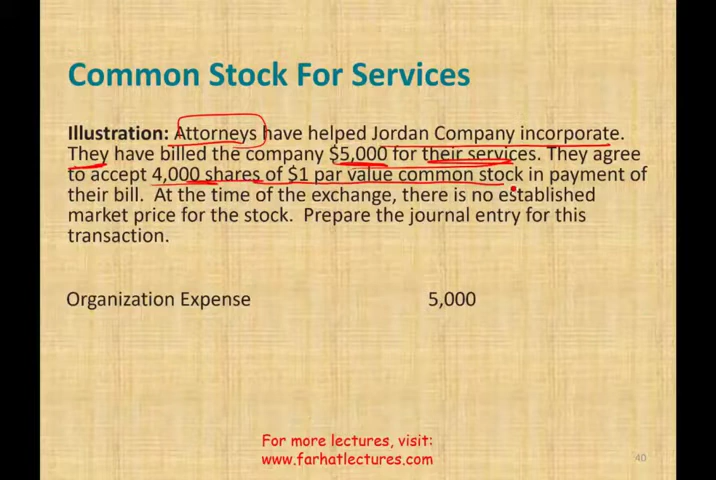 Common Stock For Services
Illustration: Attorneys have helped Jordan Company incorporate.
They have billed the company $5,000 for their services. They agree
to accept 4,000 shares of $1 par value common stock in payment of
their bill. At the time of the exchange, there is no established
market price for the stock. Prepare the journal entry for this
transaction.
Organization Expense 5,000
For more lectures, visit:
www.farhatlectures.com
40